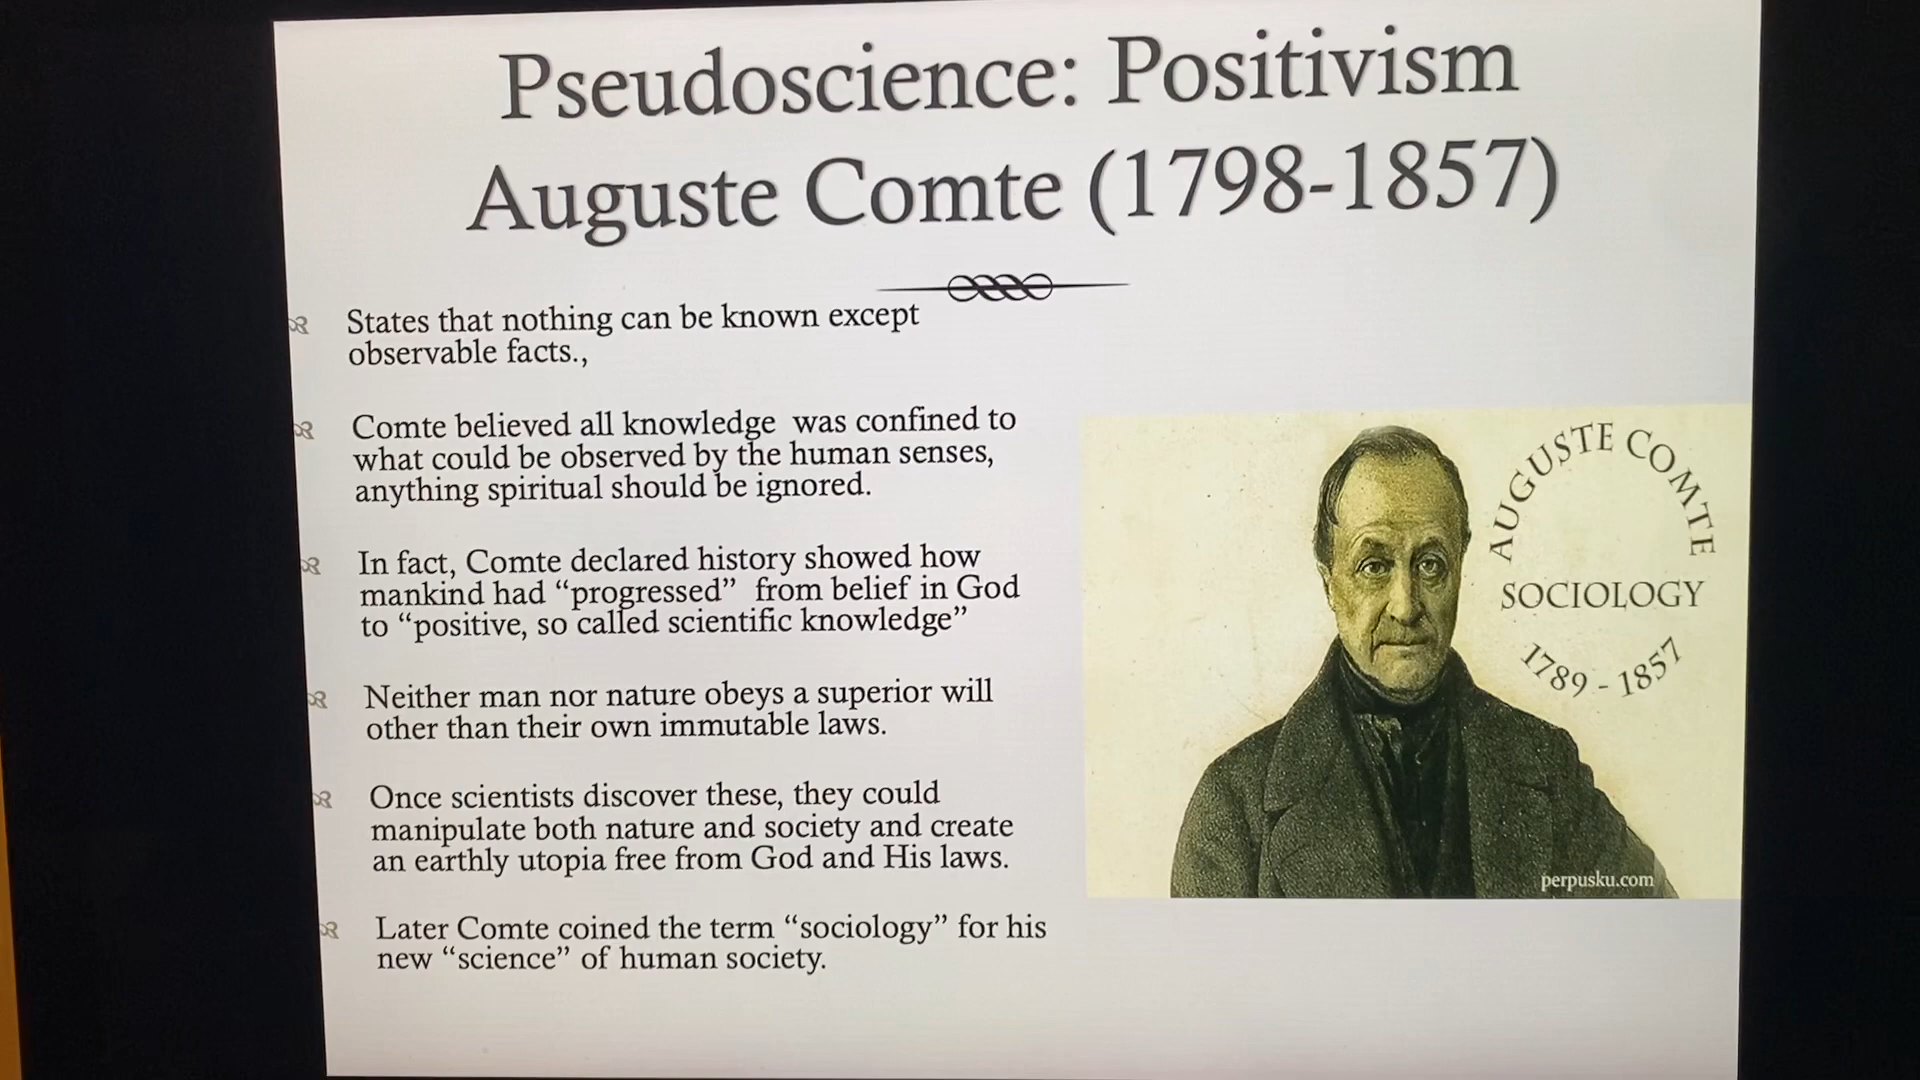 Pseudoscience: Positivism
Auguste Comte (1798-1857)
States that nothing can be known except
observable facts.,
Comte believed all knowledge was confined to
what could be observed by the human senses,
anything spiritual should be ignored.
In fact, Comte declared history showed how
mankind had “progressed” from belief in God
to “positive, so called scientific knowledge”
Neither man nor nature obeys a superior will
other than their own immutable laws.
Once scientists discover these, they could
manipulate both nature and society and create
an earthly utopia free from God and His laws.
Later Comte coined the term “sociology” for his
new “science” of human society.
AUGUSTE COMTE
SOCIOLOGY
1789 - 1857
perpusku.com